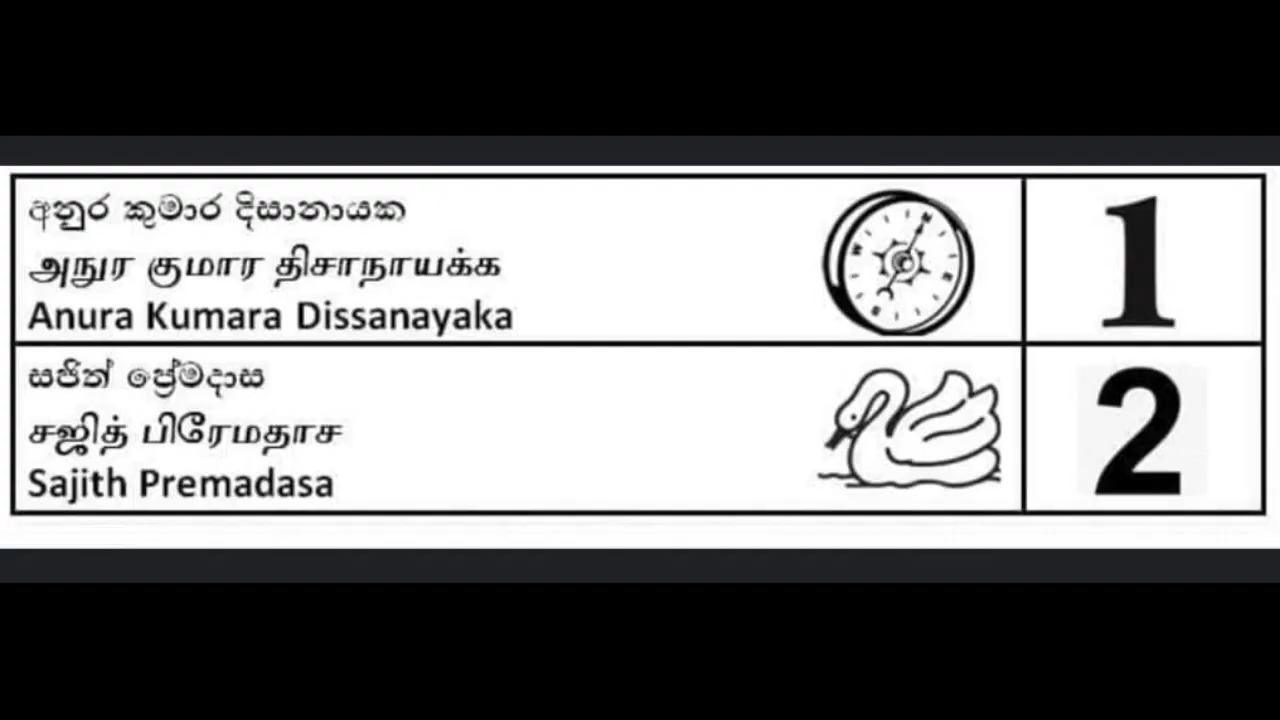 අනුර කුමාර දිසානායක
அநுர குமார திசாநாயக்க
Anura Kumara Dissanayaka
1
සජිත් ප්‍රේමදාස
சஜித் பிரேமதாச
Sajith Premadasa
2